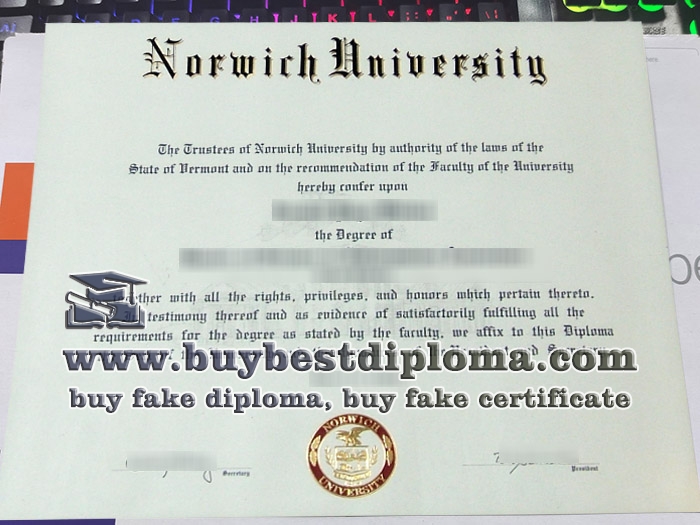 Norwich University
The Trustees of Norwich University by authority of the laws of the
State of Vermont and on the recommendation of the Faculty of the University
hereby confer upon
the Degree of
together with all the rights, privileges, and honors which pertain thereto.
In testimony thereof and as evidence of satisfactorily fulfilling all the
requirements for the degree as stated by the faculty, we affix to this Diploma
www.buybestdiploma.com
buy fake diploma, buy fake certificate
NORWICH
UNIVERSITY
Secretary
President